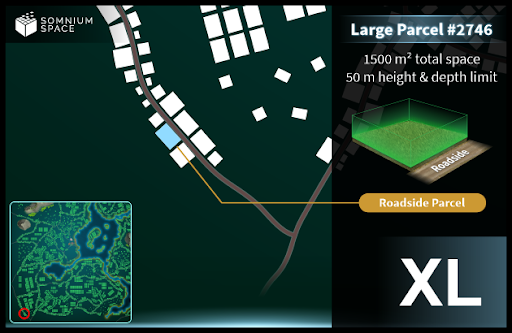 SOMNIUM
SPACE
Large Parcel #2746
1500 m² total space
50 m height & depth limit
Roadside
Roadside Parcel
XL